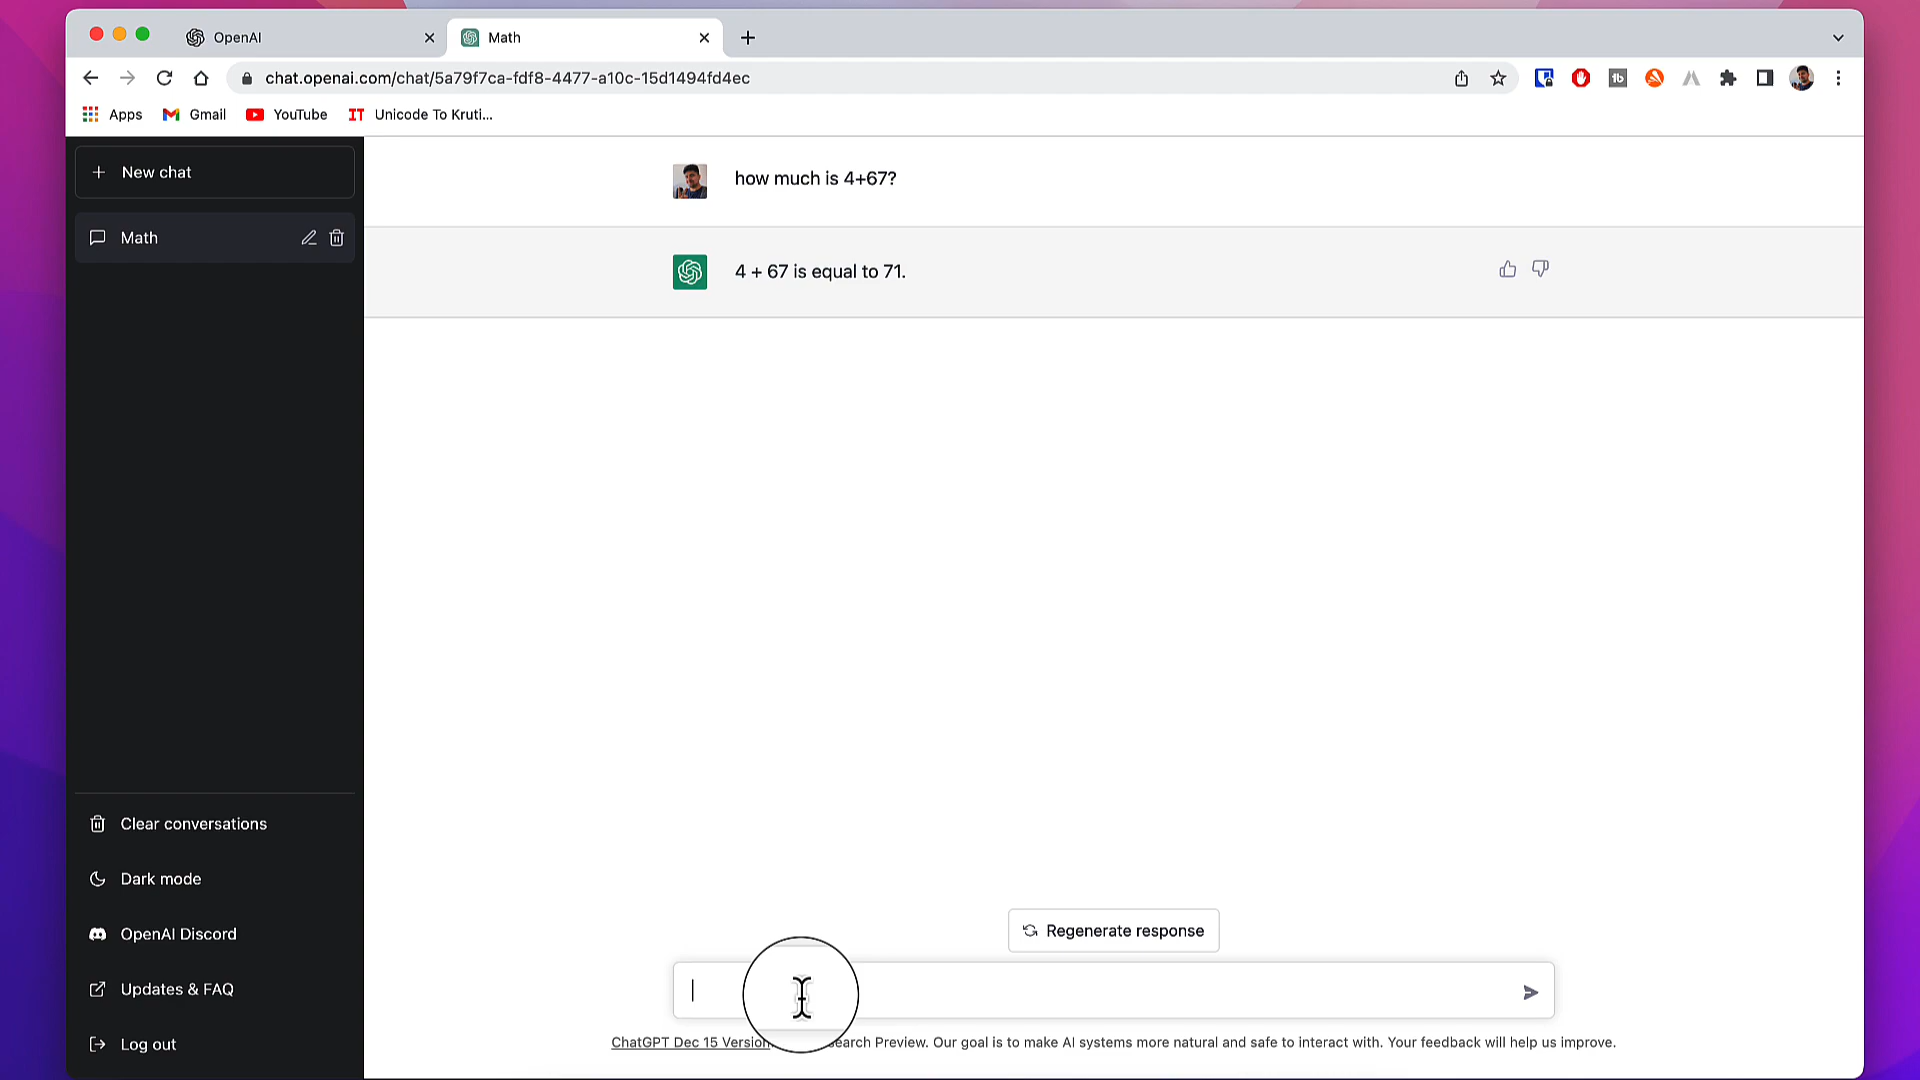 OpenAI
Math
chat.openai.com/chat/5a79f7ca-fdf8-4477-a10c-15d1494fd4ec
Apps
Gmail
YouTube
IT Unicode To Kruti...
New chat
Math
how much is 4+67?
4 + 67 is equal to 71.
Clear conversations
Dark mode
OpenAI Discord
Updates & FAQ
Log out
Regenerate response
ChatGPT Dec 15 Version. Preview. Our goal is to make AI systems more natural and safe to interact with. Your feedback will help us improve.